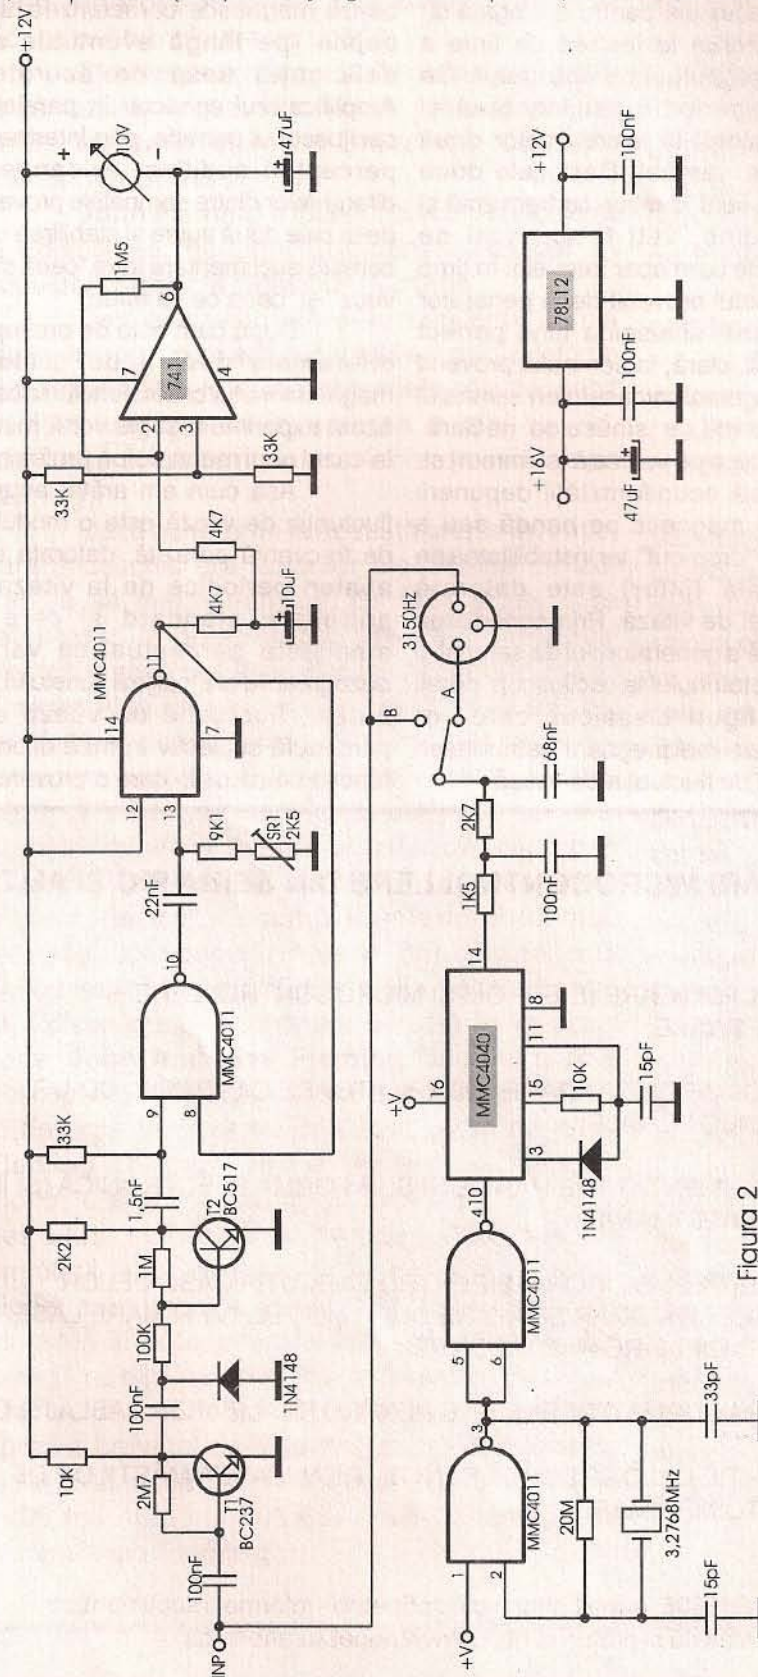 +12V
10K
2K2
33K
33K
1M5
+
10V
−
2M7
100nF
100K
1M
1,5nF
9
10
22nF
12
14
11
MMC4011
2
7
741
6
INP
100nF
T1
BC237
1N4148
T2
BC517
8
MMC4011
13
9K1
SR1
2K5
7
4K7
4K7
3
4
33K
+
10uF
+
47uF
B
A
3150Hz
+V
1
2
3
MMC4011
5
6
4
10
MMC4011
+V
16
MMC4040
14
1K5
2K7
3
15
11
8
100nF
68nF
10K
1N4148
15pF
20M
3,2768MHz
15pF
33pF
+16V
+12V
78L12
+
47uF
100nF
100nF
Figura 2